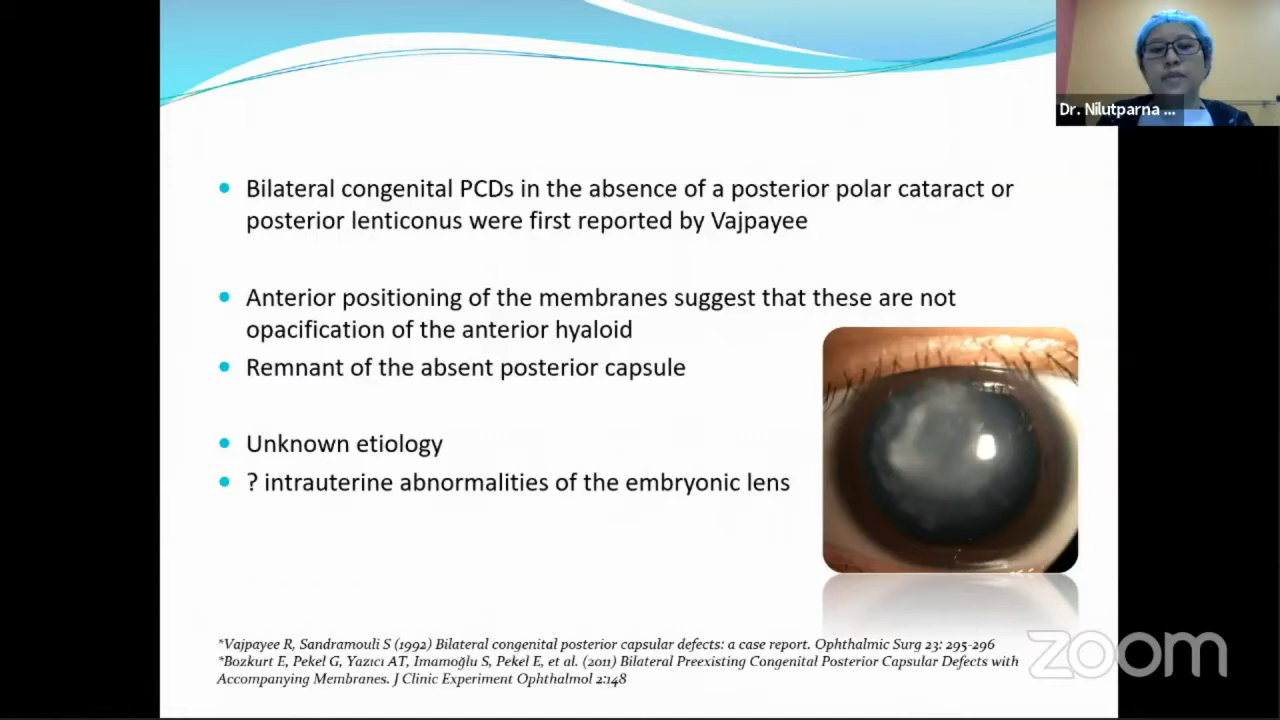 Dr. Nilutparna ...
Bilateral congenital PCDs in the absence of a posterior polar cataract or
posterior lenticonus were first reported by Vajpayee
Anterior positioning of the membranes suggest that these are not
opacification of the anterior hyaloid
Remnant of the absent posterior capsule
Unknown etiology
? intrauterine abnormalities of the embryonic lens
*Vajpayee R, Sandramouli S (1992) Bilateral congenital posterior capsular defects: a case report. Ophthalmic Surg 23: 295-296
*Bozkurt E, Pekel G, Yazıcı AT, Imamoğlu S, Pekel E, et al. (2011) Bilateral Preexisting Congenital Posterior Capsular Defects with
Accompanying Membranes. J Clinic Experiment Ophthalmol 2:148
zoom